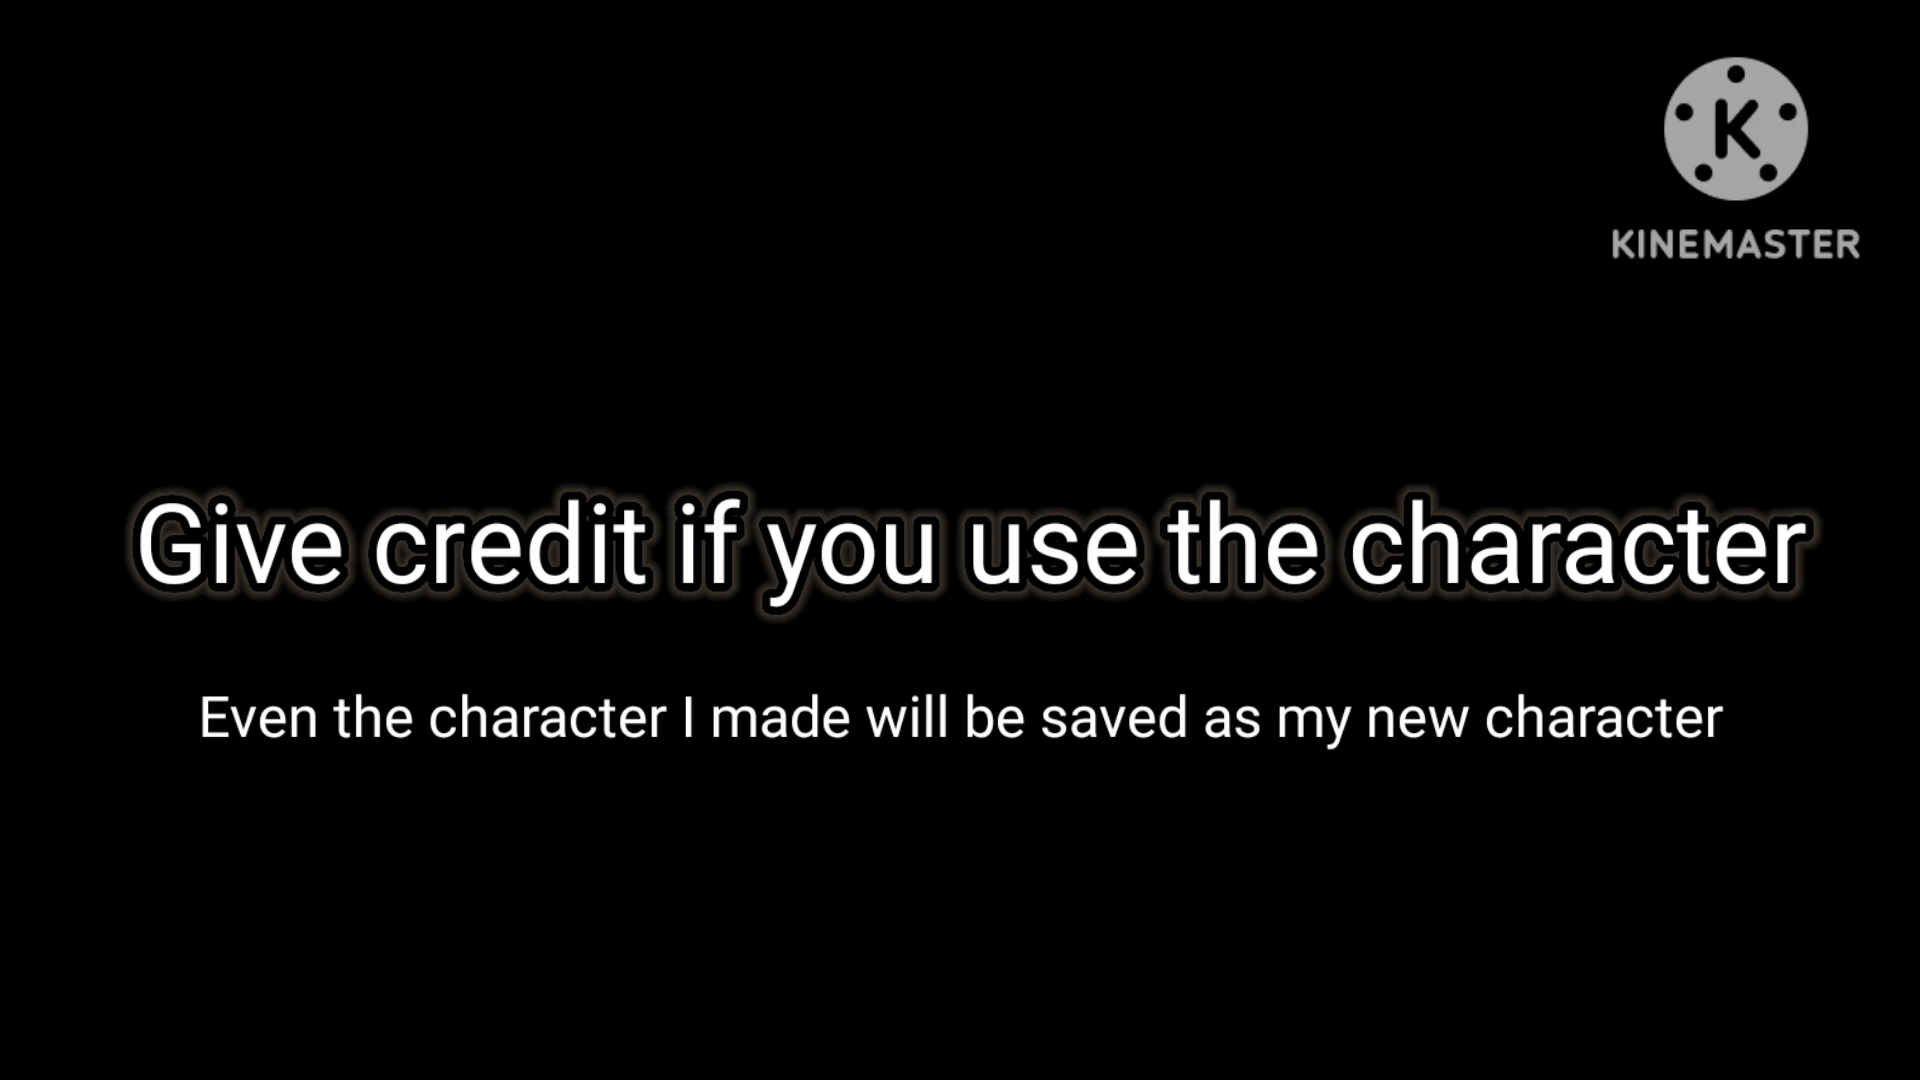 K
KINEMASTER
Give credit if you use the character
Even the character I made will be saved as my new character